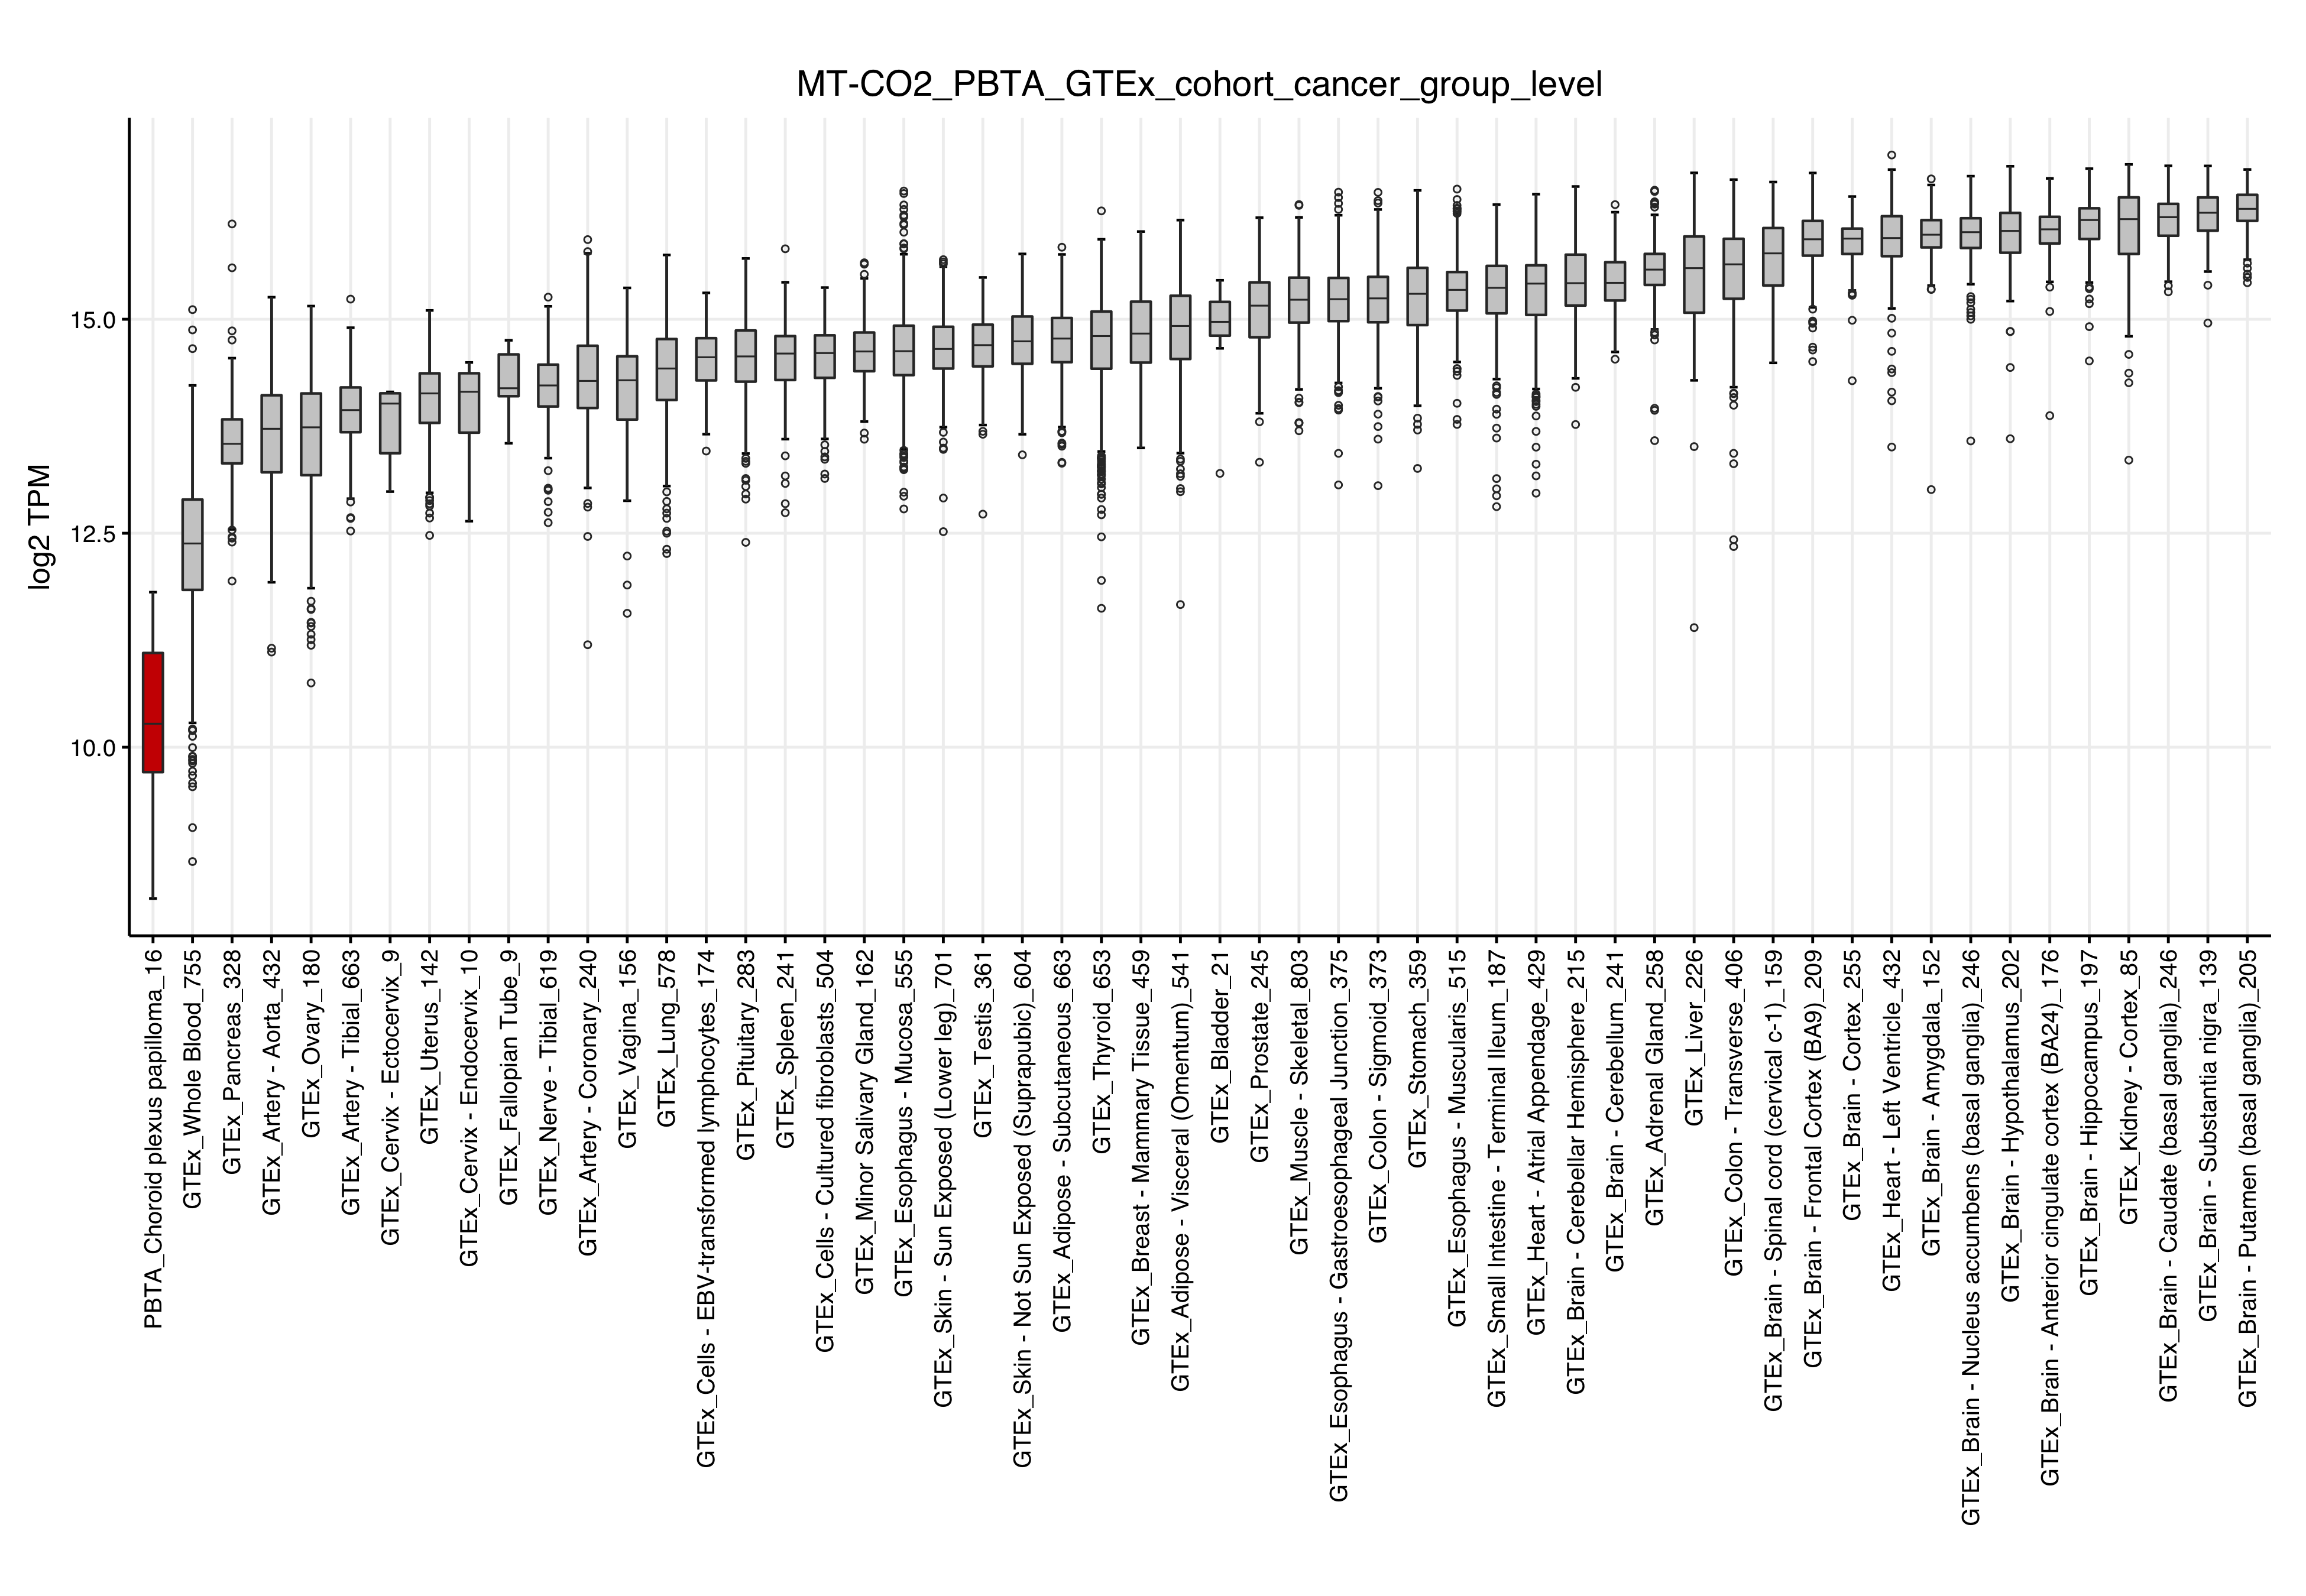 MT-CO2_PBTA_GTEx_cohort_cancer_group_level
log2 TPM
15.0
12.5
10.0
PBTA_Choroid plexus papilloma_16
GTEx_Whole Blood_755
GTEx_Pancreas_328
GTEx_Artery - Aorta_432
GTEx_Ovary_180
GTEx_Artery - Tibial_663
GTEx_Cervix - Ectocervix_9
GTEx_Uterus_142
GTEx_Cervix - Endocervix_10
GTEx_Fallopian Tube_9
GTEx_Nerve - Tibial_619
GTEx_Artery - Coronary_240
GTEx_Vagina_156
GTEx_Lung_578
GTEx_Cells - EBV-transformed lymphocytes_174
GTEx_Pituitary_283
GTEx_Spleen_241
GTEx_Cells - Cultured fibroblasts_504
GTEx_Minor Salivary Gland_162
GTEx_Esophagus - Mucosa_555
GTEx_Skin - Sun Exposed (Lower leg)_701
GTEx_Testis_361
GTEx_Skin - Not Sun Exposed (Suprapubic)_604
GTEx_Adipose - Subcutaneous_663
GTEx_Thyroid_653
GTEx_Breast - Mammary Tissue_459
GTEx_Adipose - Visceral (Omentum)_541
GTEx_Bladder_21
GTEx_Prostate_245
GTEx_Muscle - Skeletal_803
GTEx_Esophagus - Gastroesophageal Junction_375
GTEx_Colon - Sigmoid_373
GTEx_Stomach_359
GTEx_Esophagus - Muscularis_515
GTEx_Small Intestine - Terminal Ileum_187
GTEx_Heart - Atrial Appendage_429
GTEx_Brain - Cerebellar Hemisphere_215
GTEx_Brain - Cerebellum_241
GTEx_Adrenal Gland_258
GTEx_Liver_226
GTEx_Colon - Transverse_406
GTEx_Brain - Spinal cord (cervical c-1)_159
GTEx_Brain - Frontal Cortex (BA9)_209
GTEx_Brain - Cortex_255
GTEx_Heart - Left Ventricle_432
GTEx_Brain - Amygdala_152
GTEx_Brain - Nucleus accumbens (basal ganglia)_246
GTEx_Brain - Hypothalamus_202
GTEx_Brain - Anterior cingulate cortex (BA24)_176
GTEx_Brain - Hippocampus_197
GTEx_Kidney - Cortex_85
GTEx_Brain - Caudate (basal ganglia)_246
GTEx_Brain - Substantia nigra_139
GTEx_Brain - Putamen (basal ganglia)_205